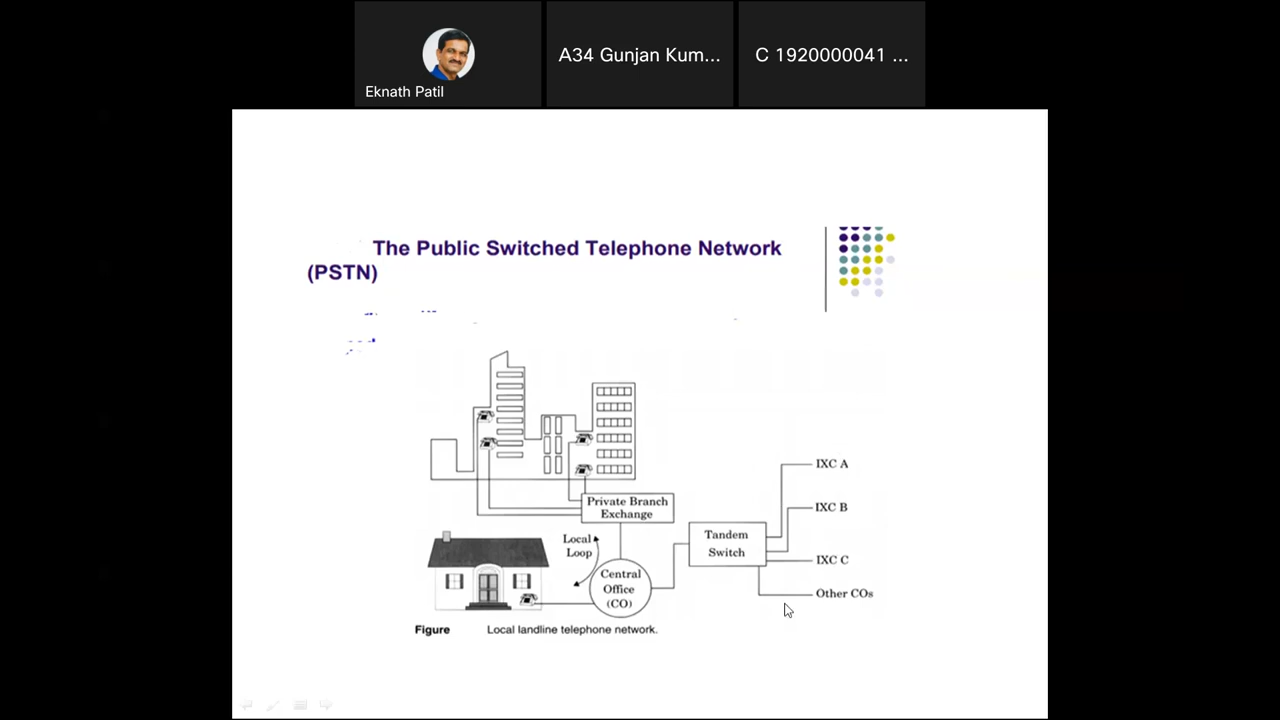 A34 Gunjan Kum...
C 1920000041 ...
Eknath Patil
The Public Switched Telephone Network
(PSTN)
IXC A
Private Branch
Exchange
IXC B
Local
Loop
Tandem
Switch
IXC C
Central
Office
(CO)
Other COs
Figure Local landline telephone network.